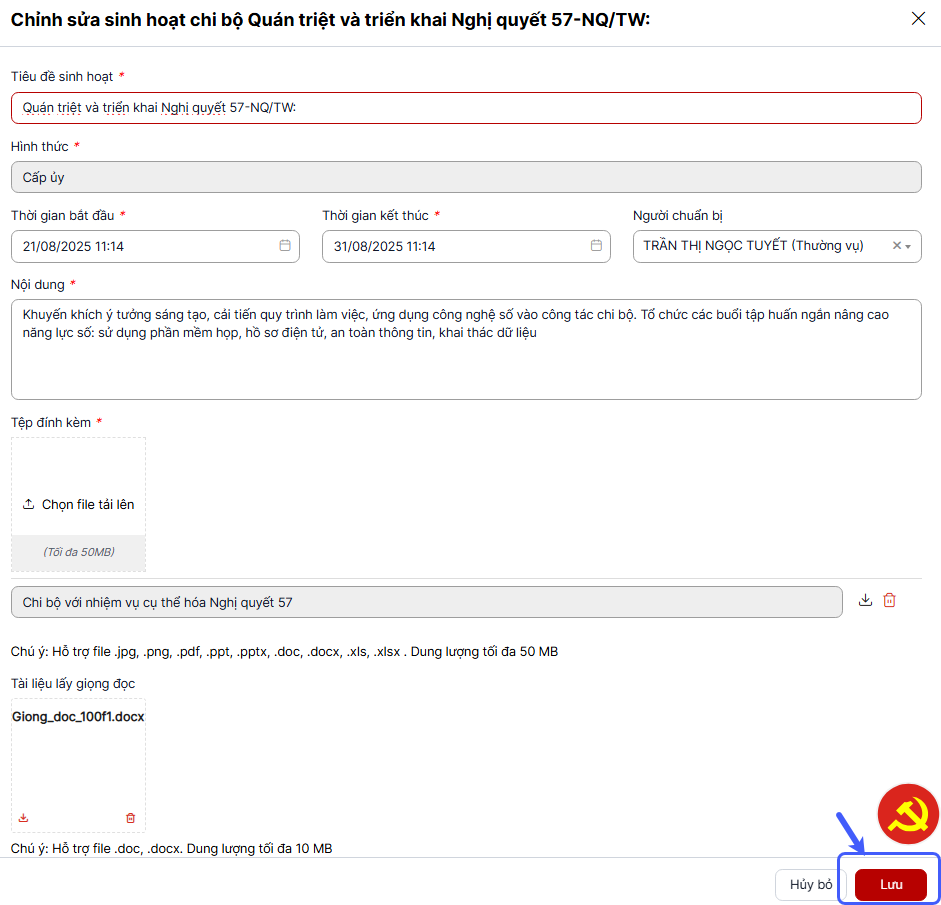 Chỉnh sửa sinh hoạt chi bộ Quán triệt và triển khai Nghị quyết 57-NQ/TW:
Tiêu đề sinh hoạt *
Quán triệt và triển khai Nghị quyết 57-NQ/TW:
Hình thức *
Cấp ủy
Thời gian bắt đầu * Thời gian kết thúc * Người chuẩn bị
21/08/2025 11:14 31/08/2025 11:14 TRẦN THỊ NGỌC TUYẾT (Thường vụ)
Nội dung *
Khuyến khích ý tưởng sáng tạo, cải tiến quy trình làm việc, ứng dụng công nghệ số vào công tác chi bộ. Tổ chức các buổi tập huấn ngắn nâng cao
năng lực số: sử dụng phần mềm họp, hồ sơ điện tử, an toàn thông tin, khai thác dữ liệu
Tệp đính kèm *
Chọn file tải lên
(Tối đa 50MB)
Chi bộ với nhiệm vụ cụ thể hóa Nghị quyết 57
Chú ý: Hỗ trợ file .jpg, .png, .pdf, .ppt, .pptx, .doc, .docx, .xls, .xlsx . Dung lượng tối đa 50 MB
Tài liệu lấy giọng đọc
Giong_doc_100f1.docx
Chú ý: Hỗ trợ file .doc, .docx. Dung lượng tối đa 10 MB
Hủy bỏ Lưu